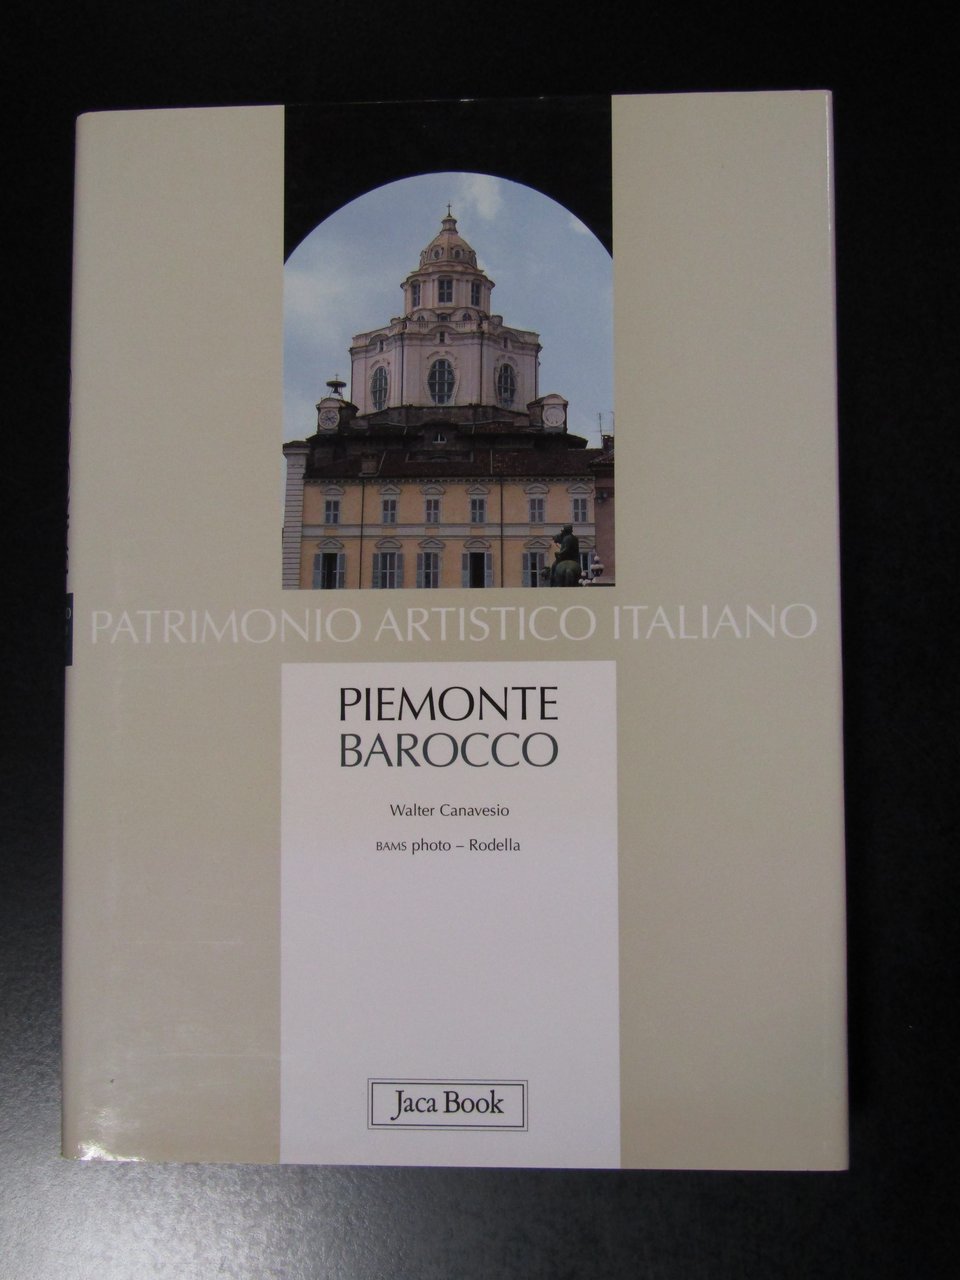 PATRIMONIO ARTISTICO ITALIANO
PIEMONTE
BAROCCO
Walter Canavesio
BAMS photo – Rodella
Jaca Book